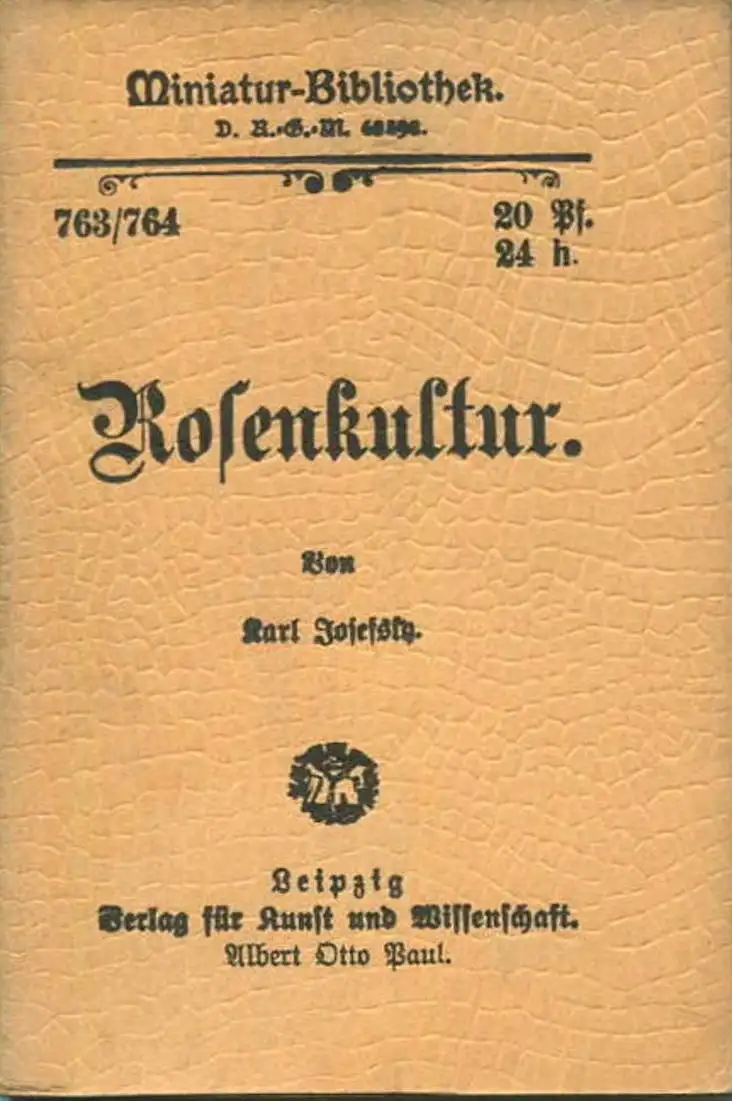 Miniatur-Bibliothek.
D. R.-G.-M.
763/764
20 Pf.
24 h.
Rosenkultur.
Von
Karl Josefsky.
Leipzig
Verlag für Kunst und Wissenschaft.
Albert Otto Paul.